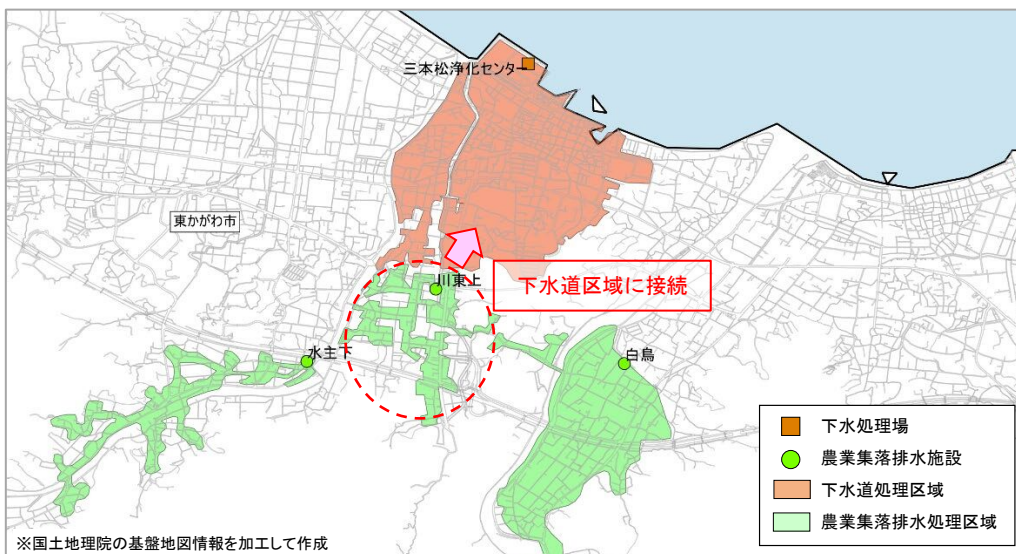 三本松浄化センター
東かがわ市
川東上
下水道区域に接続
水主下
白鳥
下水処理場
農業集落排水施設
下水道処理区域
農業集落排水処理区域
※国土地理院の基盤地図情報を加工して作成